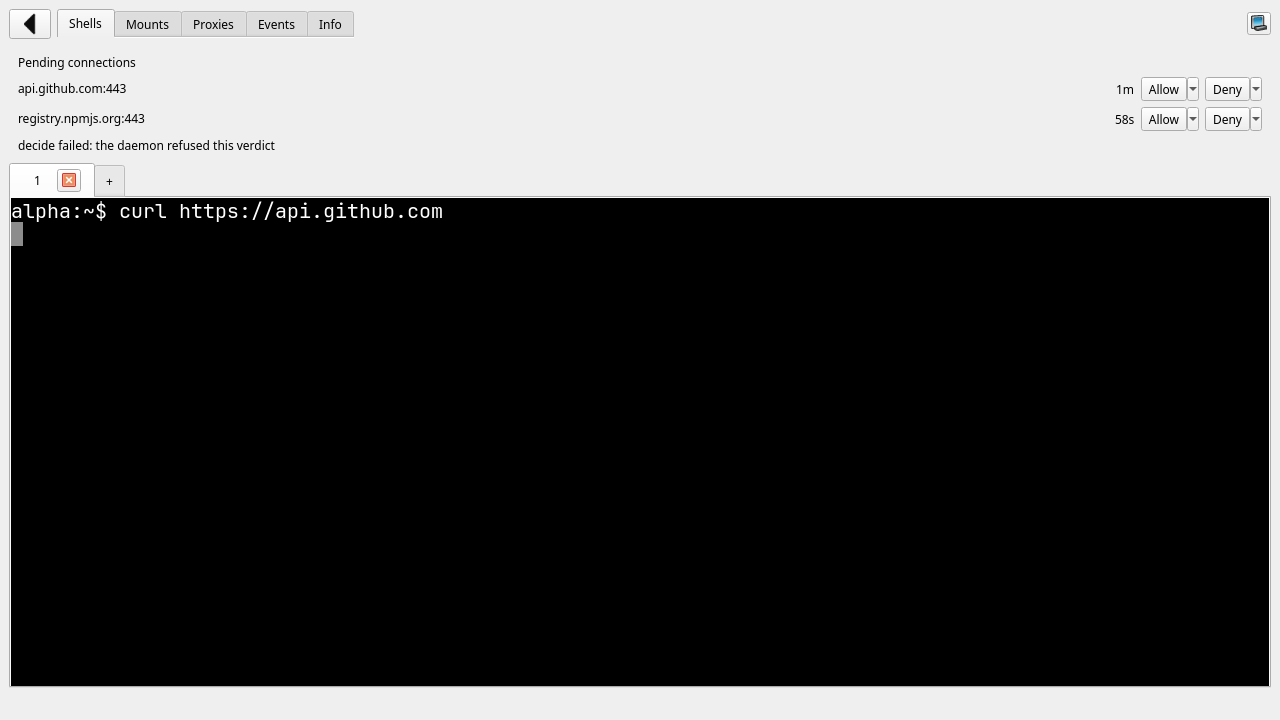 Shells Mounts Proxies Events Info
Pending connections
api.github.com:443 1m Allow Deny
registry.npmjs.org:443 58s Allow Deny
decide failed: the daemon refused this verdict
1 +
alpha:~$ curl https://api.github.com